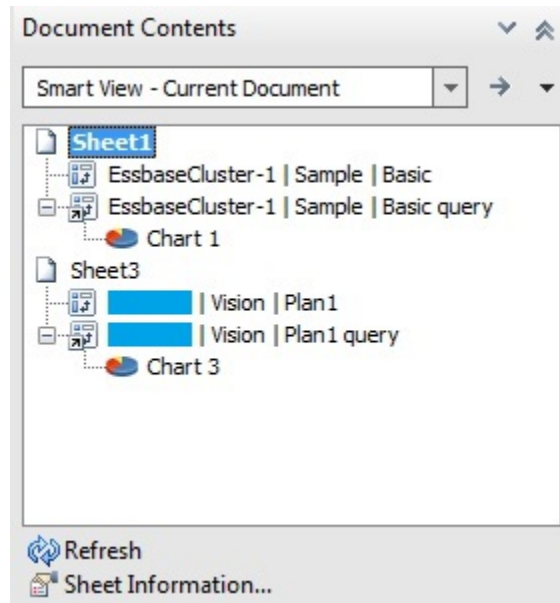 Document Contents
Smart View - Current Document
Sheet1
EssbaseCluster-1 | Sample | Basic
EssbaseCluster-1 | Sample | Basic query
Chart 1
Sheet3
| Vision | Plan1
| Vision | Plan1 query
Chart 3
Refresh
Sheet Information...